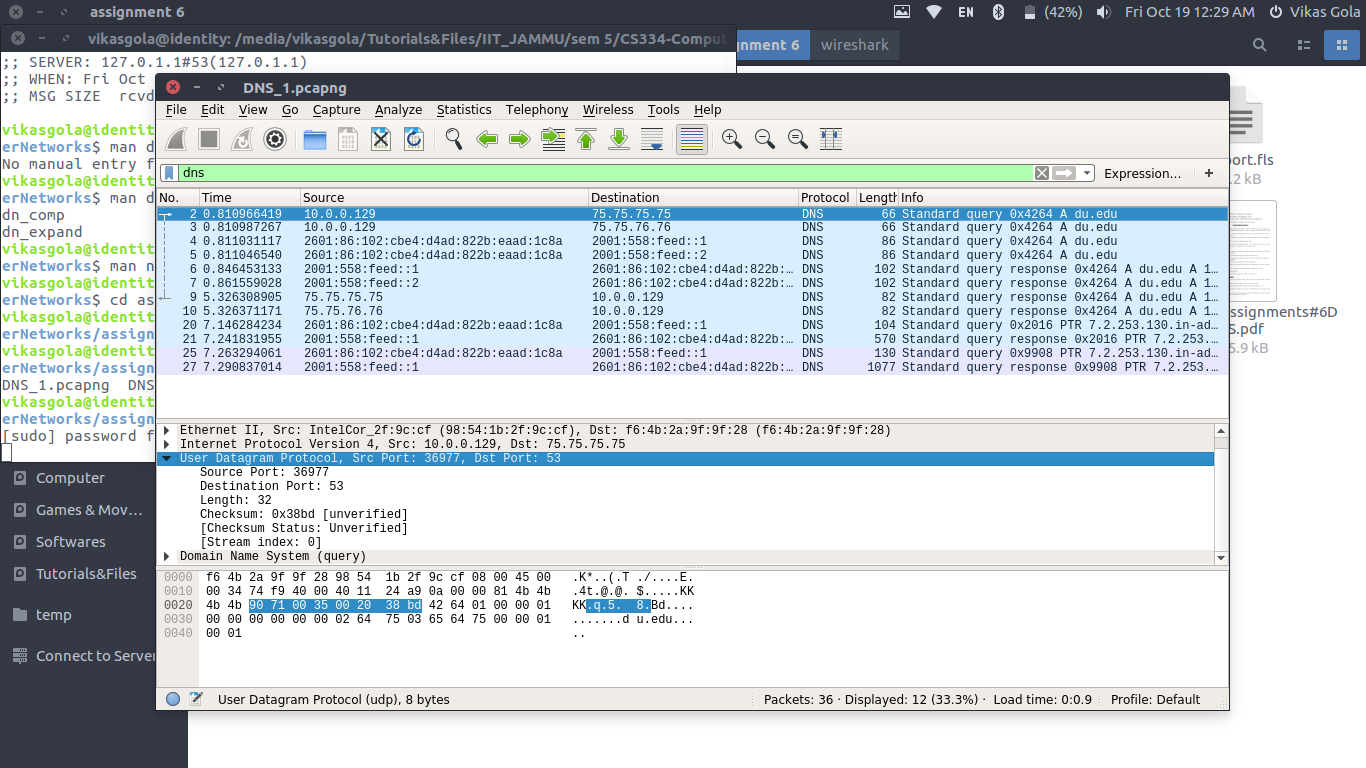 assignment 6
EN
(42%)
Fri Oct 19 12:29 AM
Vikas Gola
vikasgola@identity: /media/vikasgola/Tutorials&Files/IIT_JAMMU/sem 5/CS334-Comput
gnment 6
wireshark
;; SERVER: 127.0.1.1#53(127.0.1.1)
;; WHEN: Fri Oct
;; MSG SIZE rcvd
vikasgola@identit
erNetworks$ man d
No manual entry f
vikasgola@identit
erNetworks$ man d
dn_comp
dn_expand
vikasgola@identit
erNetworks$ man n
vikasgola@identit
erNetworks$ cd as
vikasgola@identit
erNetworks/assign
vikasgola@identit
erNetworks/assign
DNS_1.pcapng DNS
vikasgola@identit
erNetworks/assign
[sudo] password f
Computer
Games & Mov…
Softwares
Tutorials&Files
temp
Connect to Server
DNS_1.pcapng
File Edit View Go Capture Analyze Statistics Telephony Wireless Tools Help
dns
Expression… +
No. Time Source Destination Protocol Length Info
2 0.810966419 10.0.0.129 75.75.75.75 DNS 66 Standard query 0x4264 A du.edu
3 0.810987267 10.0.0.129 75.75.76.76 DNS 66 Standard query 0x4264 A du.edu
4 0.811031117 2601:86:102:cbe4:d4ad:822b:eaad:1c8a 2001:558:feed::1 DNS 86 Standard query 0x4264 A du.edu
5 0.811046540 2601:86:102:cbe4:d4ad:822b:eaad:1c8a 2001:558:feed::2 DNS 86 Standard query 0x4264 A du.edu
6 0.846453133 2001:558:feed::1 2601:86:102:cbe4:d4ad:822b:… DNS 102 Standard query response 0x4264 A du.edu A 1…
7 0.861559028 2001:558:feed::2 2601:86:102:cbe4:d4ad:822b:… DNS 102 Standard query response 0x4264 A du.edu A 1…
9 5.326308905 75.75.75.75 10.0.0.129 DNS 82 Standard query response 0x4264 A du.edu A 1…
10 5.326371171 75.75.76.76 10.0.0.129 DNS 82 Standard query response 0x4264 A du.edu A 1…
20 7.146284234 2601:86:102:cbe4:d4ad:822b:eaad:1c8a 2001:558:feed::1 DNS 104 Standard query 0x2016 PTR 7.2.253.130.in-ad…
21 7.241831955 2001:558:feed::1 2601:86:102:cbe4:d4ad:822b:… DNS 570 Standard query response 0x2016 PTR 7.2.253.…
25 7.263294061 2601:86:102:cbe4:d4ad:822b:eaad:1c8a 2001:558:feed::1 DNS 130 Standard query 0x9908 PTR 7.2.253.130.in-ad…
27 7.290837014 2001:558:feed::1 2601:86:102:cbe4:d4ad:822b:… DNS 1077 Standard query response 0x9908 PTR 7.2.253.…
Ethernet II, Src: IntelCor_2f:9c:cf (98:54:1b:2f:9c:cf), Dst: f6:4b:2a:9f:9f:28 (f6:4b:2a:9f:9f:28)
Internet Protocol Version 4, Src: 10.0.0.129, Dst: 75.75.75.75
User Datagram Protocol, Src Port: 36977, Dst Port: 53
Source Port: 36977
Destination Port: 53
Length: 32
Checksum: 0x38bd [unverified]
[Checksum Status: Unverified]
[Stream index: 0]
Domain Name System (query)
0000 f6 4b 2a 9f 9f 28 98 54 1b 2f 9c cf 08 00 45 00 .K*..(.T ./....E.
0010 00 34 74 f9 40 00 40 11 24 a9 0a 00 00 81 4b 4b .4t.@.@. $.....KK
0020 4b 4b 90 71 00 35 00 20 38 bd 42 64 01 00 00 01 KK.q.5. 8.Bd....
0030 00 00 00 00 00 00 02 64 75 03 65 64 75 00 00 01 .......d u.edu...
0040 00 01 ..
User Datagram Protocol (udp), 8 bytes
Packets: 36 · Displayed: 12 (33.3%) · Load time: 0:0.9
Profile: Default
ort.fls
.2 kB
ssignments#6D
S.pdf
5.9 kB